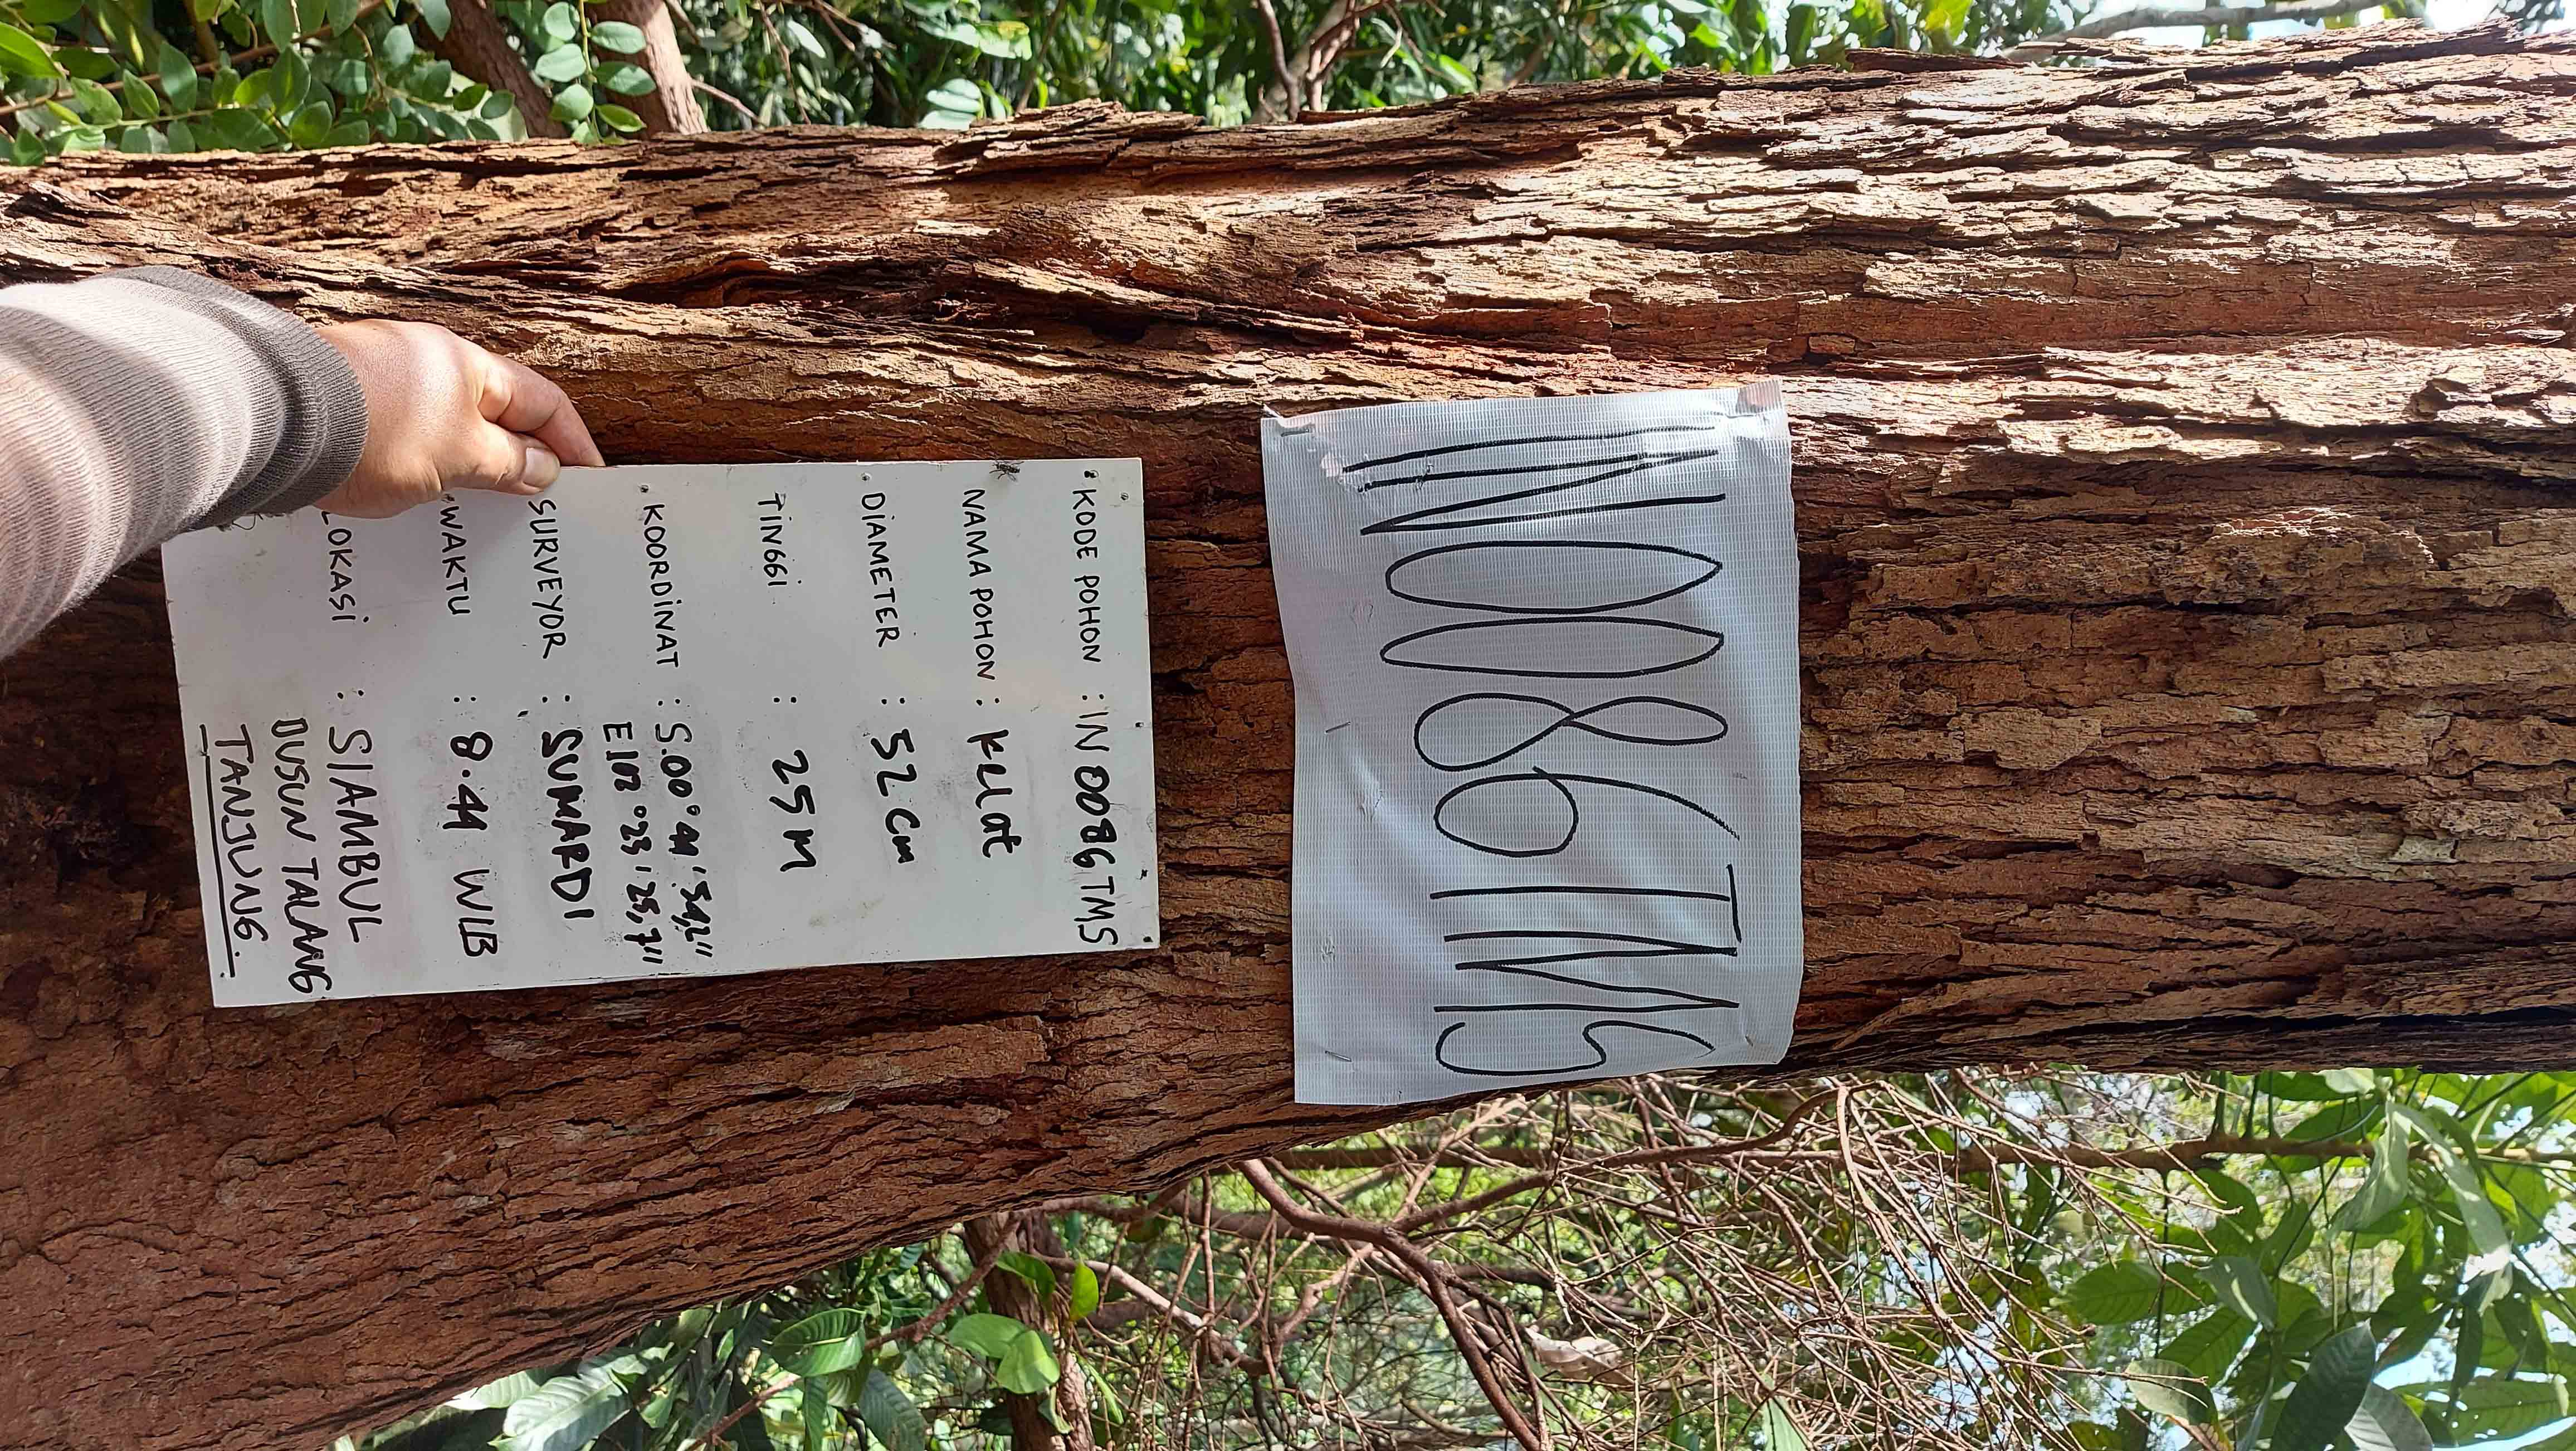 IN0086TMS
KODE POHON : IN 0086 TMS
NAMA POHON : KELAT
DIAMETER : 52 Cm
TINGGI : 25 M
KOORDINAT : S.00° 41' 54,2"
E 102° 23' 25,7"
SURVEYOR : SUMARDI
WAKTU : 8.44 WIB
LOKASI : SIAMBUL
DUSUN TALANG
TANJUNG.